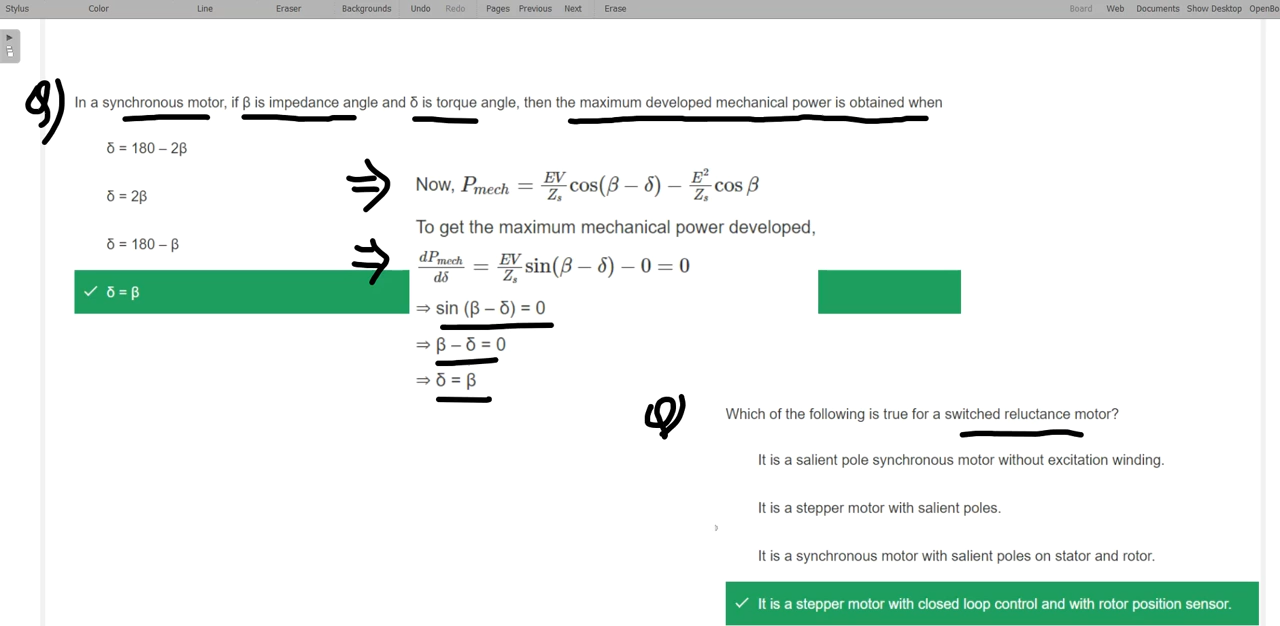 Stylus Color Line Eraser Backgrounds Undo Redo Pages Previous Next Erase Board Web Documents Show Desktop OpenBo
Q) In a synchronous motor, if β is impedance angle and δ is torque angle, then the maximum developed mechanical power is obtained when
δ = 180 – 2β
δ = 2β
δ = 180 – β
✓ δ = β
⇒ Now, P_mech = EV/Z_s cos(β − δ) − E²/Z_s cos β
To get the maximum mechanical power developed,
⇒ dP_mech/dδ = EV/Z_s sin(β − δ) − 0 = 0
⇒ sin (β – δ) = 0
⇒ β – δ = 0
⇒ δ = β
Q) Which of the following is true for a switched reluctance motor?
It is a salient pole synchronous motor without excitation winding.
It is a stepper motor with salient poles.
It is a synchronous motor with salient poles on stator and rotor.
✓ It is a stepper motor with closed loop control and with rotor position sensor.